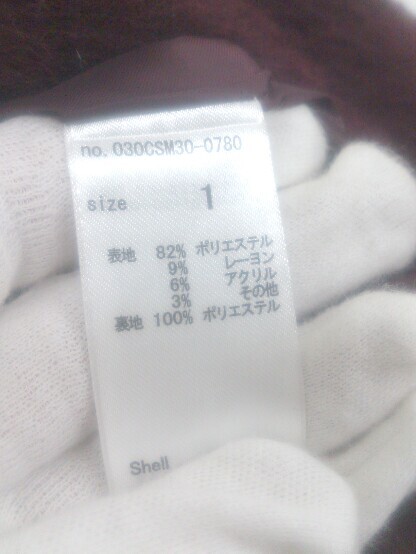 no. 030CSM30-0780
size 1
表地 82% ポリエステル
9% レーヨン
6% アクリル
3% その他
裏地 100% ポリエステル
Shell